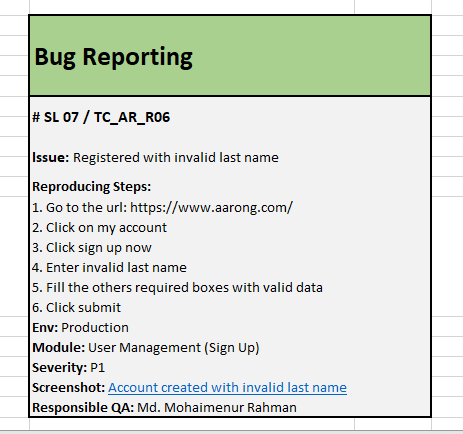 Bug Reporting
# SL 07 / TC_AR_R06
Issue: Registered with invalid last name
Reproducing Steps:
1. Go to the url: https://www.aarong.com/
2. Click on my account
3. Click sign up now
4. Enter invalid last name
5. Fill the others required boxes with valid data
6. Click submit
Env: Production
Module: User Management (Sign Up)
Severity: P1
Screenshot: Account created with invalid last name
Responsible QA: Md. Mohaimenur Rahman